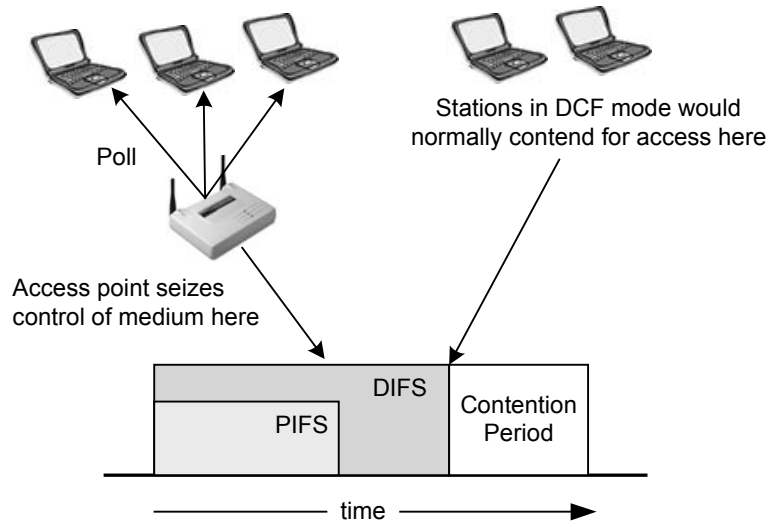 Stations in DCF mode would
normally contend for access here
Poll
Access point seizes
control of medium here
DIFS
PIFS
Contention
Period
time